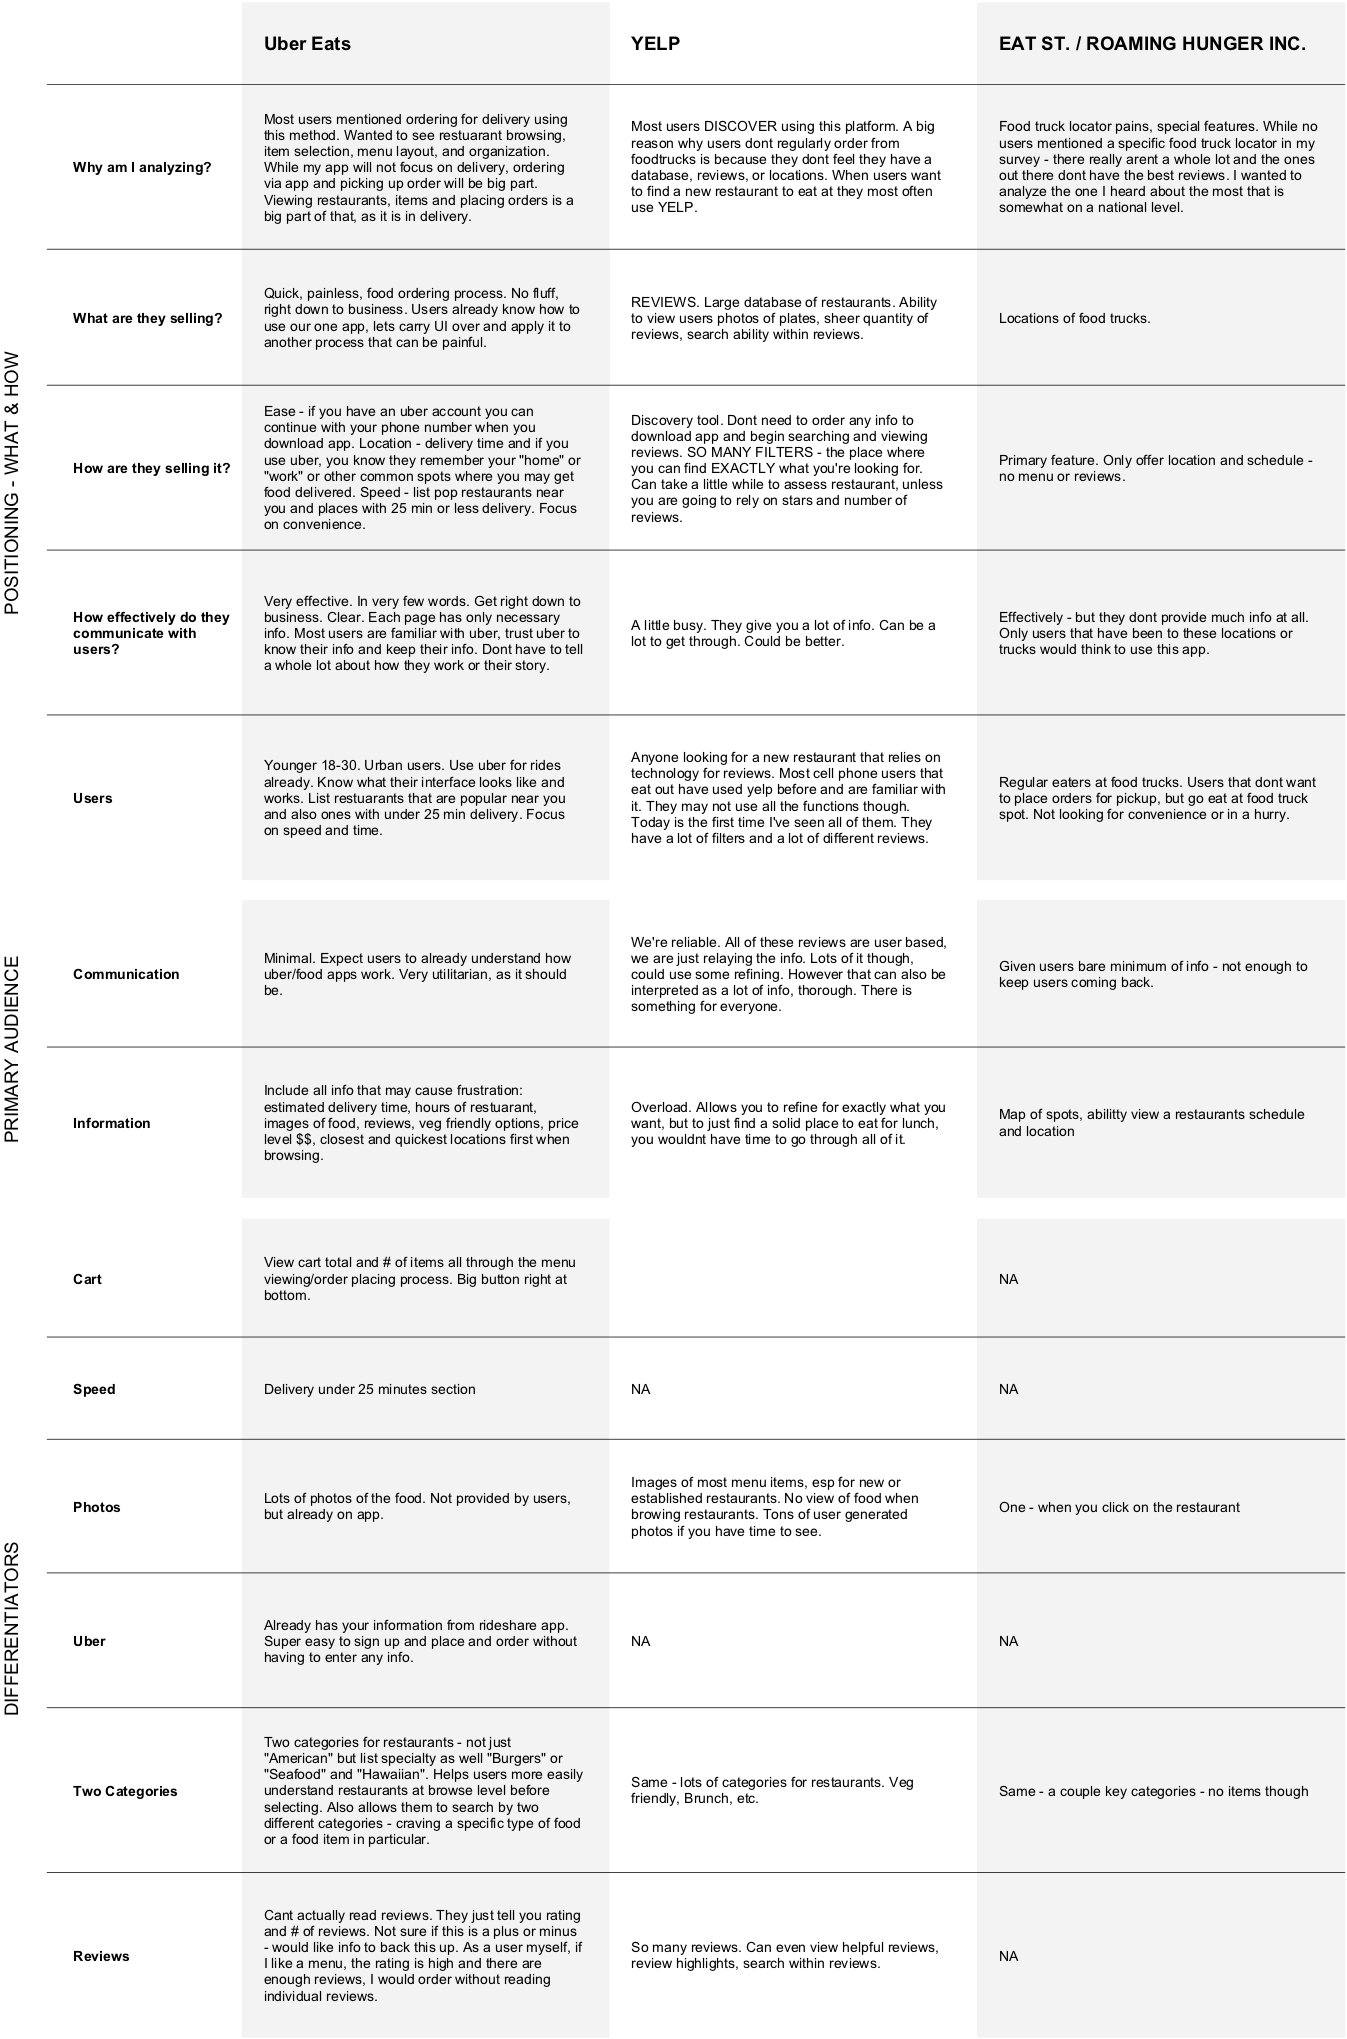 Uber Eats
YELP
EAT ST. / ROAMING HUNGER INC.
POSITIONING - WHAT & HOW
Why am I analyzing?
Most users mentioned ordering for delivery using
this method. Wanted to see restuarant browsing,
item selection, menu layout, and organization.
While my app will not focus on delivery, ordering
via app and picking up order will be big part.
Viewing restaurants, items and placing orders is a
big part of that, as it is in delivery.
Most users DISCOVER using this platform. A big
reason why users dont regularly order from
foodtrucks is because they dont feel they have a
database, reviews, or locations. When users want
to find a new restaurant to eat at they most often
use YELP.
Food truck locator pains, special features. While no
users mentioned a specific food truck locator in my
survey - there really arent a whole lot and the ones
out there dont have the best reviews. I wanted to
analyze the one I heard about the most that is
somewhat on a national level.
What are they selling?
Quick, painless, food ordering process. No fluff,
right down to business. Users already know how to
use our one app, lets carry UI over and apply it to
another process that can be painful.
REVIEWS. Large database of restaurants. Ability
to view users photos of plates, sheer quantity of
reviews, search ability within reviews.
Locations of food trucks.
How are they selling it?
Ease - if you have an uber account you can
continue with your phone number when you
download app. Location - delivery time and if you
use uber, you know they remember your "home" or
"work" or other common spots where you may get
food delivered. Speed - list pop restaurants near
you and places with 25 min or less delivery. Focus
on convenience.
Discovery tool. Dont need to order any info to
download app and begin searching and viewing
reviews. SO MANY FILTERS - the place where
you can find EXACTLY what you're looking for.
Can take a little while to assess restaurant, unless
you are going to rely on stars and number of
reviews.
Primary feature. Only offer location and schedule -
no menu or reviews.
How effectively do they
communicate with
users?
Very effective. In very few words. Get right down to
business. Clear. Each page has only necessary
info. Most users are familiar with uber, trust uber to
know their info and keep their info. Dont have to tell
a whole lot about how they work or their story.
A little busy. They give you a lot of info. Can be a
lot to get through. Could be better.
Effectively - but they dont provide much info at all.
Only users that have been to these locations or
trucks would think to use this app.
Users
Younger 18-30. Urban users. Use uber for rides
already. Know what their interface looks like and
works. List restuarants that are popular near you
and also ones with under 25 min delivery. Focus
on speed and time.
Anyone looking for a new restaurant that relies on
technology for reviews. Most cell phone users that
eat out have used yelp before and are familiar with
it. They may not use all the functions though.
Today is the first time I've seen all of them. They
have a lot of filters and a lot of different reviews.
Regular eaters at food trucks. Users that dont want
to place orders for pickup, but go eat at food truck
spot. Not looking for convenience or in a hurry.
PRIMARY AUDIENCE
Communication
Minimal. Expect users to already understand how
uber/food apps work. Very utilitarian, as it should
be.
We're reliable. All of these reviews are user based,
we are just relaying the info. Lots of it though,
could use some refining. However that can also be
interpreted as a lot of info, thorough. There is
something for everyone.
Given users bare minimum of info - not enough to
keep users coming back.
Information
Include all info that may cause frustration:
estimated delivery time, hours of restuarant,
images of food, reviews, veg friendly options, price
level $$, closest and quickest locations first when
browsing.
Overload. Allows you to refine for exactly what you
want, but to just find a solid place to eat for lunch,
you wouldnt have time to go through all of it.
Map of spots, abilitty view a restaurants schedule
and location
DIFFERENTIATORS
Cart
View cart total and # of items all through the menu
viewing/order placing process. Big button right at
bottom.
NA
Speed
Delivery under 25 minutes section
NA
NA
Photos
Lots of photos of the food. Not provided by users,
but already on app.
Images of most menu items, esp for new or
established restaurants. No view of food when
browing restaurants. Tons of user generated
photos if you have time to see.
One - when you click on the restaurant
Uber
Already has your information from rideshare app.
Super easy to sign up and place and order without
having to enter any info.
NA
NA
Two Categories
Two categories for restaurants - not just
"American" but list specialty as well "Burgers" or
"Seafood" and "Hawaiian". Helps users more easily
understand restaurants at browse level before
selecting. Also allows them to search by two
different categories - craving a specific type of food
or a food item in particular.
Same - lots of categories for restaurants. Veg
friendly, Brunch, etc.
Same - a couple key categories - no items though
Reviews
Cant actually read reviews. They just tell you rating
and # of reviews. Not sure if this is a plus or minus
- would like info to back this up. As a user myself, if
I like a menu, the rating is high and there are
enough reviews, I would order without reading
individual reviews.
So many reviews. Can even view helpful reviews,
review highlights, search within reviews.
NA